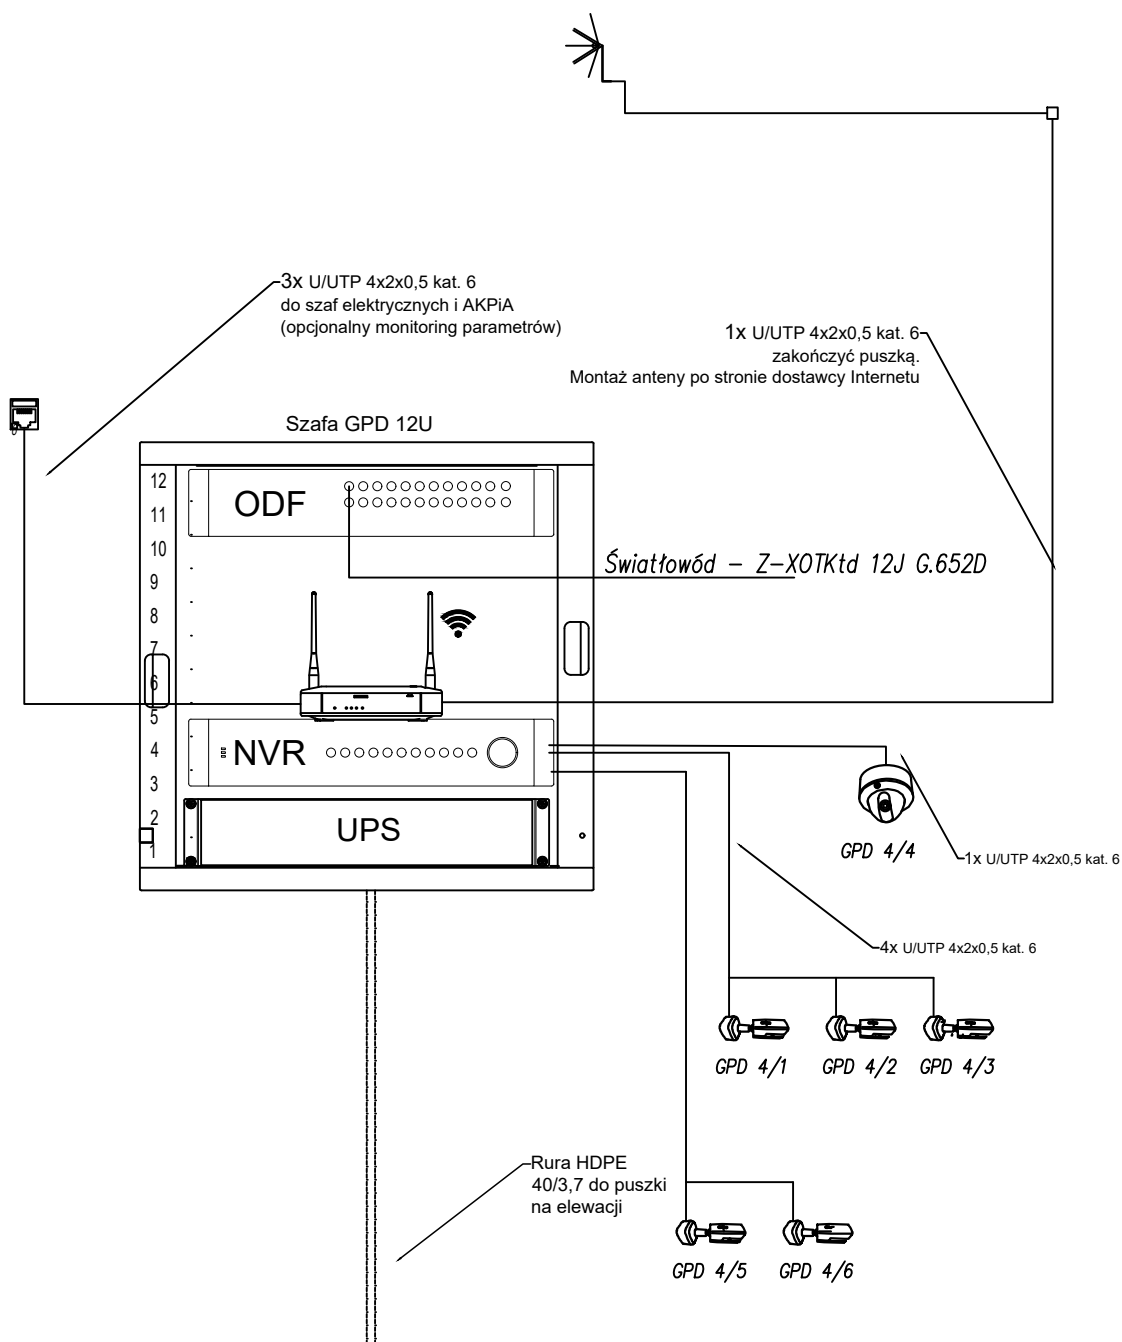 3x U/UTP 4x2x0,5 kat. 6
do szaf elektrycznych i AKPiA
(opcjonalny monitoring parametrów)
1x U/UTP 4x2x0,5 kat. 6
zakończyć puszką.
Montaż anteny po stronie dostawcy Internetu
Szafa GPD 12U
12
ODF
11
10
Światłowód - Z-XOTKtd 12J G.652D
9
8
7
6
5
4
NVR
3
2
UPS
1
GPD 4/4
1x U/UTP 4x2x0,5 kat. 6
4x U/UTP 4x2x0,5 kat. 6
GPD 4/1
GPD 4/2
GPD 4/3
Rura HDPE
40/3,7 do puszki
na elewacji
GPD 4/5
GPD 4/6